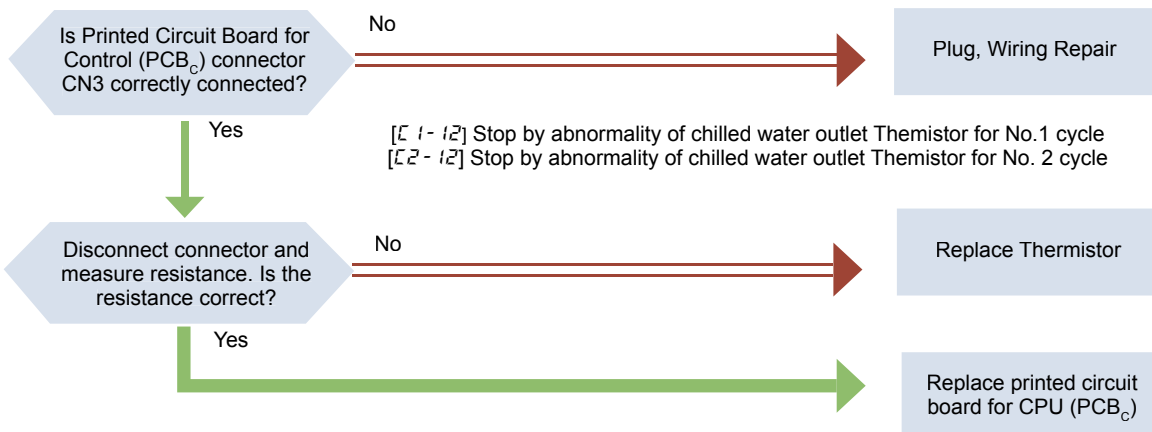 Is Printed Circuit Board for
Control (PCBC) connector
CN3 correctly connected?
No
Plug, Wiring Repair
Yes
[C1-12] Stop by abnormality of chilled water outlet Themistor for No.1 cycle
[C2-12] Stop by abnormality of chilled water outlet Themistor for No. 2 cycle
Disconnect connector and
measure resistance. Is the
resistance correct?
No
Replace Thermistor
Yes
Replace printed circuit
board for CPU (PCBC)